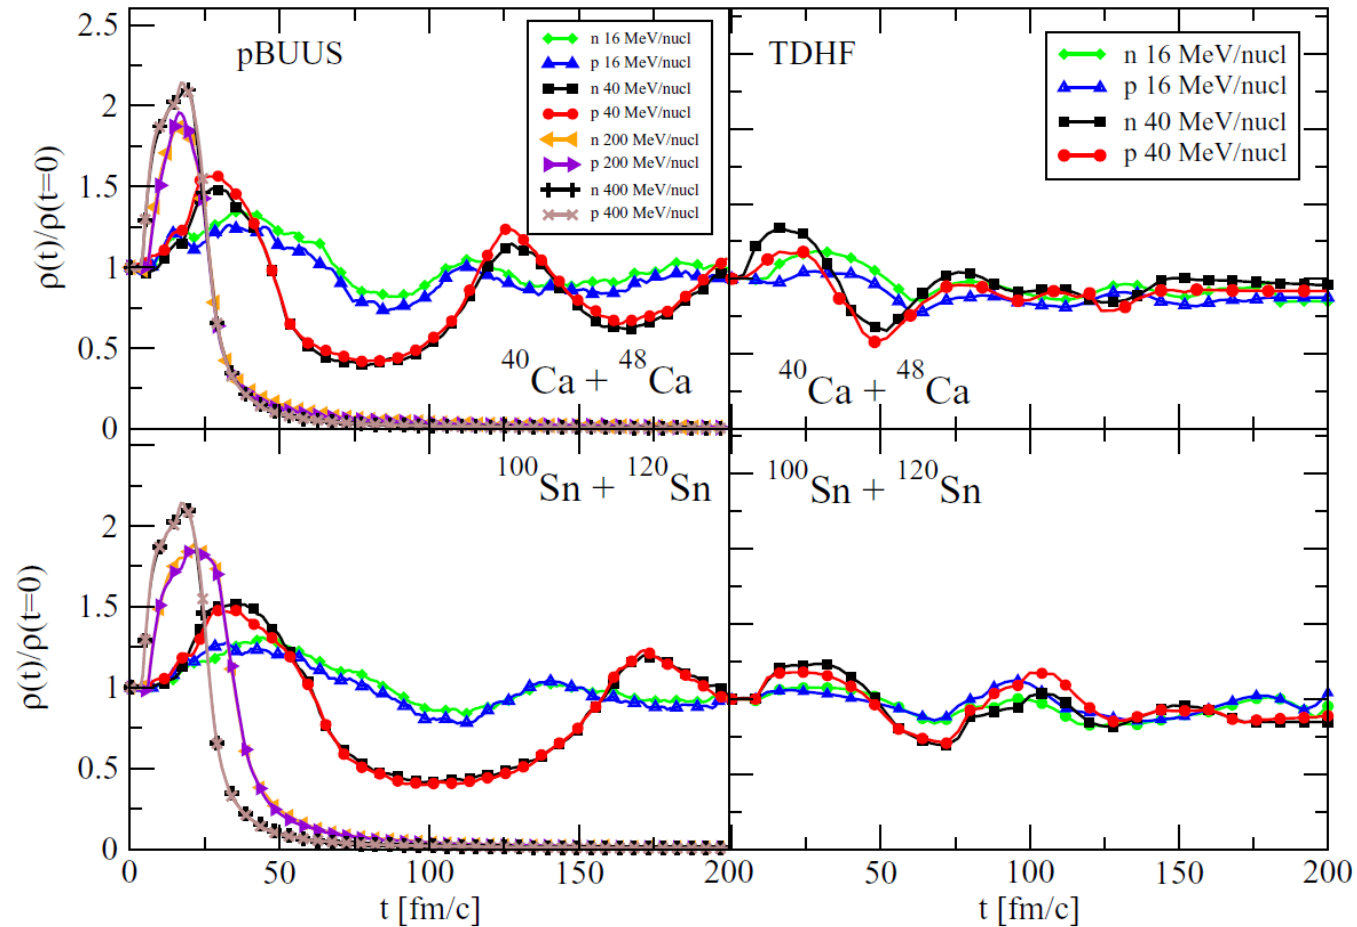 pBUUS
n 16 MeV/nucl
p 16 MeV/nucl
n 40 MeV/nucl
p 40 MeV/nucl
n 200 MeV/nucl
p 200 MeV/nucl
n 400 MeV/nucl
p 400 MeV/nucl
ρ(t)/ρ(t=0)
2.5
2
1.5
1
0.5
0
40Ca + 48Ca
TDHF
n 16 MeV/nucl
p 16 MeV/nucl
n 40 MeV/nucl
p 40 MeV/nucl
40Ca + 48Ca
100Sn + 120Sn
ρ(t)/ρ(t=0)
2
1.5
1
0.5
0
0 50 100 150 200
t [fm/c]
100Sn + 120Sn
50 100 150 200
t [fm/c]